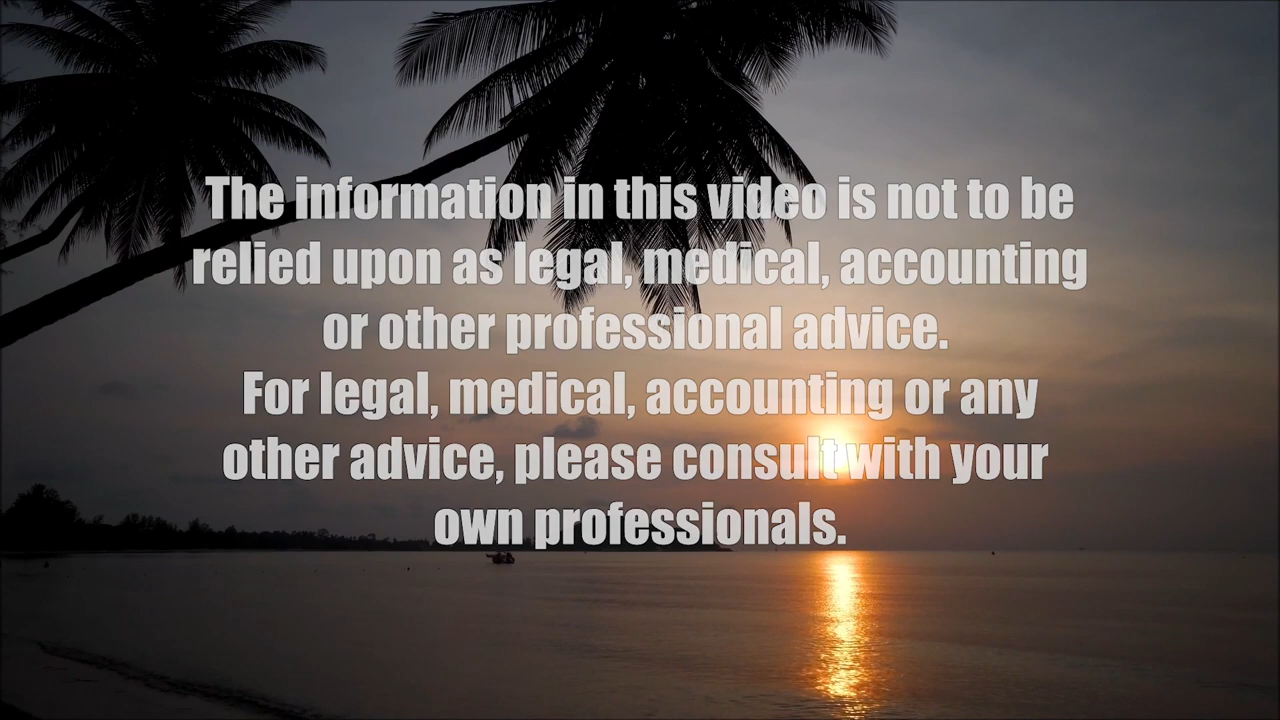 The information in this video is not to be
relied upon as legal, medical, accounting
or other professional advice.
For legal, medical, accounting or any
other advice, please consult with your
own professionals.